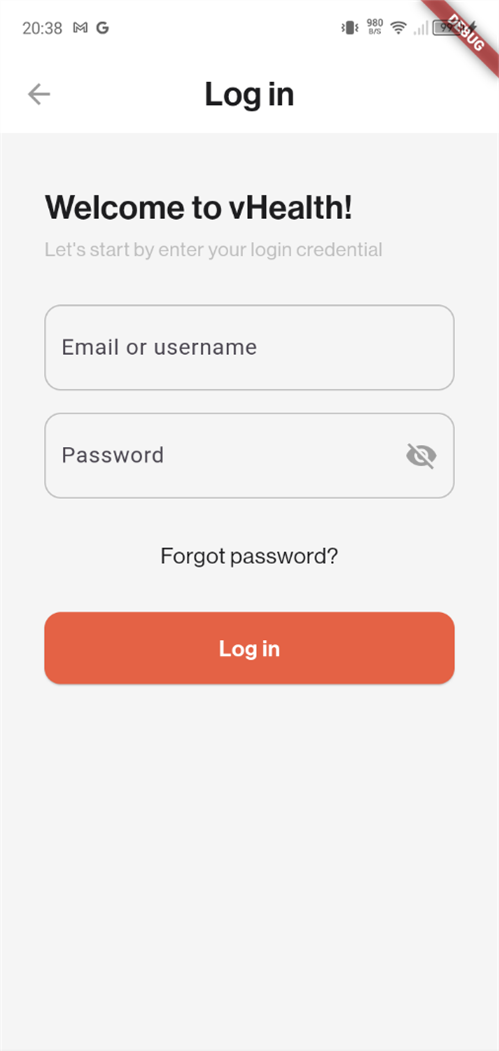 20:38 G 980 B/S 99 DEBUG
Log in
Welcome to vHealth!
Let's start by enter your login credential
Email or username
Password
Forgot password?
Log in